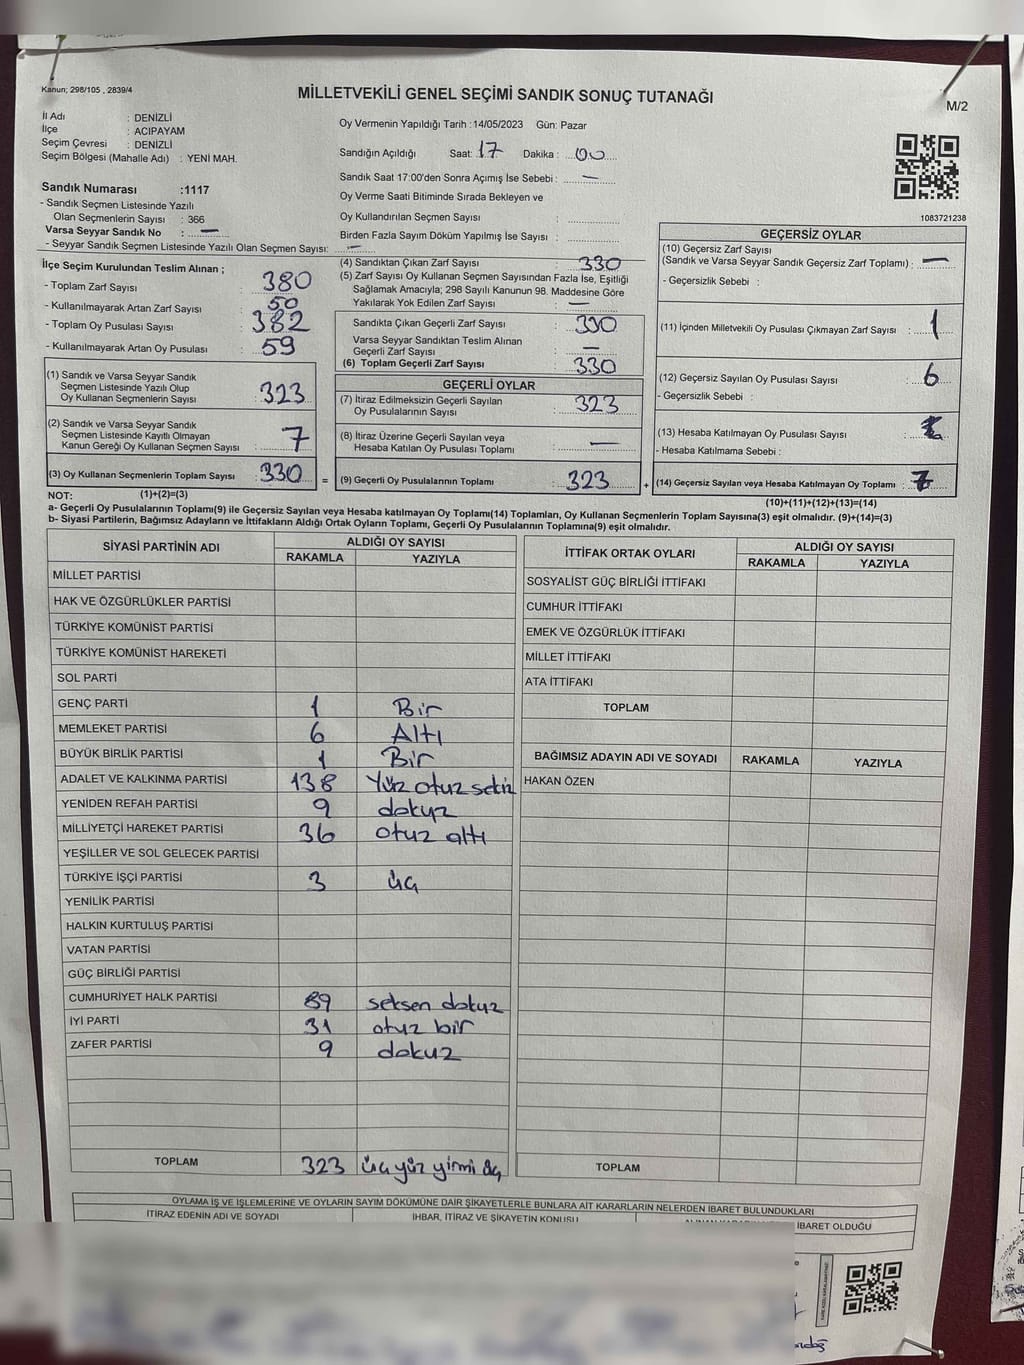 Kanun; 298/105 , 2839/4
MİLLETVEKİLİ GENEL SEÇİMİ SANDIK SONUÇ TUTANAĞI
M/2
İl Adı : DENİZLİ
İlçe : ACIPAYAM
Seçim Çevresi : DENİZLİ
Seçim Bölgesi (Mahalle Adı) : YENİ MAH.
Sandık Numarası :1117
- Sandık Seçmen Listesinde Yazılı
Olan Seçmenlerin Sayısı : 366
Varsa Seyyar Sandık No : —
- Seyyar Sandık Seçmen Listesinde Yazılı Olan Seçmen Sayısı: —
Oy Vermenin Yapıldığı Tarih :14/05/2023 Gün: Pazar
Sandığın Açıldığı Saat: 17 Dakika : 00
Sandık Saat 17:00'den Sonra Açımış İse Sebebi : —
Oy Verme Saati Bitiminde Sırada Bekleyen ve
Oy Kullandırılan Seçmen Sayısı :
Birden Fazla Sayım Döküm Yapılmış İse Sayısı :
1083721238
İlçe Seçim Kurulundan Teslim Alınan ;
- Toplam Zarf Sayısı : 380
- Kullanılmayarak Artan Zarf Sayısı : 50
- Toplam Oy Pusulası Sayısı : 382
- Kullanılmayarak Artan Oy Pusulası : 59
(1) Sandık ve Varsa Seyyar Sandık
Seçmen Listesinde Yazılı Olup
Oy Kullanan Seçmenlerin Sayısı : 323
(2) Sandık ve Varsa Seyyar Sandık
Seçmen Listesinde Kayıtlı Olmayan
Kanun Gereği Oy Kullanan Seçmen Sayısı : 7
(3) Oy Kullanan Seçmenlerin Toplam Sayısı : 330 =
(4) Sandıktan Çıkan Zarf Sayısı : 330
(5) Zarf Sayısı Oy Kullanan Seçmen Sayısından Fazla İse, Eşitliği
Sağlamak Amacıyla; 298 Sayılı Kanunun 98. Maddesine Göre
Yakılarak Yok Edilen Zarf Sayısı : —
Sandıkta Çıkan Geçerli Zarf Sayısı : 330
Varsa Seyyar Sandıktan Teslim Alınan
Geçerli Zarf Sayısı : —
(6) Toplam Geçerli Zarf Sayısı : 330
GEÇERLİ OYLAR
(7) İtiraz Edilmeksizin Geçerli Sayılan
Oy Pusulalarının Sayısı : 323
(8) İtiraz Üzerine Geçerli Sayılan veya
Hesaba Katılan Oy Pusulası Toplamı : —
(9) Geçerli Oy Pusulalarının Toplamı : 323 +
GEÇERSİZ OYLAR
(10) Geçersiz Zarf Sayısı
(Sandık ve Varsa Seyyar Sandık Geçersiz Zarf Toplamı) : —
- Geçersizlik Sebebi :
(11) İçinden Milletvekili Oy Pusulası Çıkmayan Zarf Sayısı : 1
(12) Geçersiz Sayılan Oy Pusulası Sayısı : 6
- Geçersizlik Sebebi :
(13) Hesaba Katılmayan Oy Pusulası Sayısı :
- Hesaba Katılmama Sebebi :
(14) Geçersiz Sayılan veya Hesaba Katılmayan Oy Toplamı : 7
NOT: (1)+(2)=(3)
(10)+(11)+(12)+(13)=(14)
a- Geçerli Oy Pusulalarının Toplamı(9) ile Geçersiz Sayılan veya Hesaba katılmayan Oy Toplamı(14) Toplamları, Oy Kullanan Seçmenlerin Toplam Sayısına(3) eşit olmalıdır. (9)+(14)=(3)
b- Siyasi Partilerin, Bağımsız Adayların ve İttifakların Aldığı Ortak Oyların Toplamı, Geçerli Oy Pusulalarının Toplamına(9) eşit olmalıdır.
SİYASİ PARTİNİN ADI
ALDIĞI OY SAYISI
RAKAMLA YAZIYLA
MİLLET PARTİSİ
HAK VE ÖZGÜRLÜKLER PARTİSİ
TÜRKİYE KOMÜNİST PARTİSİ
TÜRKİYE KOMÜNİST HAREKETİ
SOL PARTİ
GENÇ PARTİ 1 Bir
MEMLEKET PARTİSİ 6 Altı
BÜYÜK BİRLİK PARTİSİ 1 Bir
ADALET VE KALKINMA PARTİSİ 138 Yüz otuz sekiz
YENİDEN REFAH PARTİSİ 9 dokuz
MİLLİYETÇİ HAREKET PARTİSİ 36 otuz altı
YEŞİLLER VE SOL GELECEK PARTİSİ
TÜRKİYE İŞÇİ PARTİSİ 3 üç
YENİLİK PARTİSİ
HALKIN KURTULUŞ PARTİSİ
VATAN PARTİSİ
GÜÇ BİRLİĞİ PARTİSİ
CUMHURİYET HALK PARTİSİ 89 seksen dokuz
İYİ PARTİ 31 otuz bir
ZAFER PARTİSİ 9 dokuz
TOPLAM 323 üç yüz yirmi üç
İTTİFAK ORTAK OYLARI
ALDIĞI OY SAYISI
RAKAMLA YAZIYLA
SOSYALİST GÜÇ BİRLİĞİ İTTİFAKI
CUMHUR İTTİFAKI
EMEK VE ÖZGÜRLÜK İTTİFAKI
MİLLET İTTİFAKI
ATA İTTİFAKI
TOPLAM
BAĞIMSIZ ADAYIN ADI VE SOYADI RAKAMLA YAZIYLA
HAKAN ÖZEN
TOPLAM
OYLAMA İŞ VE İŞLEMLERİNE VE OYLARIN SAYIM DÖKÜMÜNE DAİR ŞİKAYETLERLE BUNLARA AİT KARARLARIN NELERDEN İBARET BULUNDUKLARI
İTİRAZ EDENİN ADI VE SOYADI İHBAR, İTİRAZ VE ŞİKAYETİN KONUSU İBARET OLDUĞU